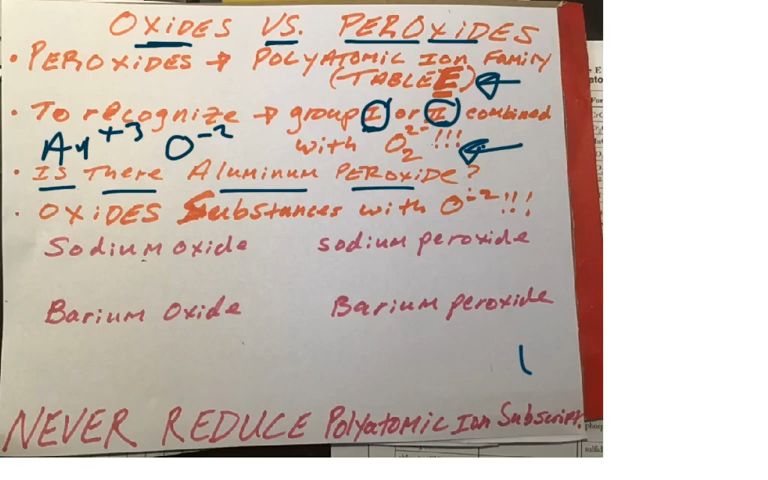 OXIDES VS. PEROXIDES
• PEROXIDES → POLYATOMIC Ion Family
(TABLE E)
• To recognize → group I or II combined
with O₂²⁻ !!!
Al⁺³ O⁻²
• Is There Aluminum PEROXIDE?
• OXIDES Substances with O⁻² !!!
Sodium oxide sodium peroxide
Barium Oxide Barium peroxide
NEVER REDUCE Polyatomic Ion Subscript.